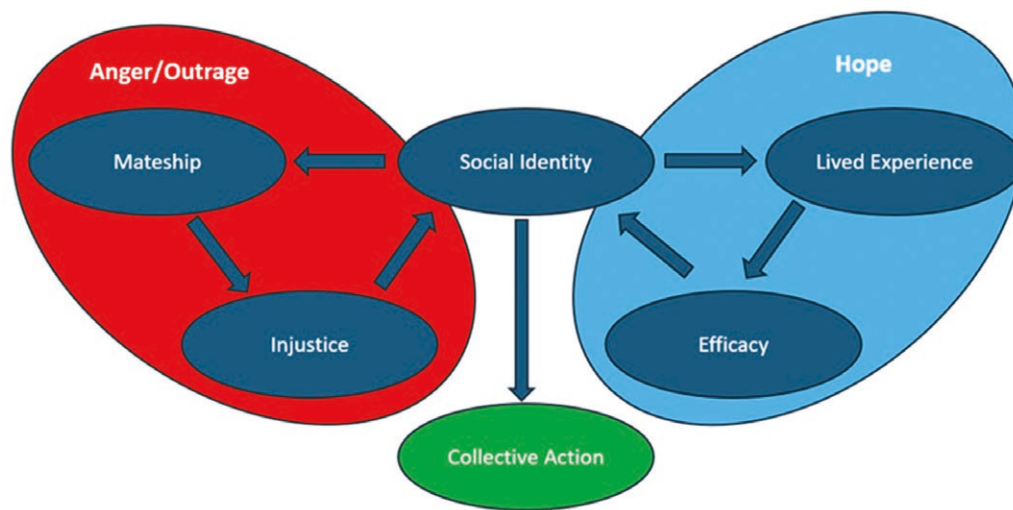 Anger/Outrage
Hope
Mateship
Social Identity
Lived Experience
Injustice
Efficacy
Collective Action